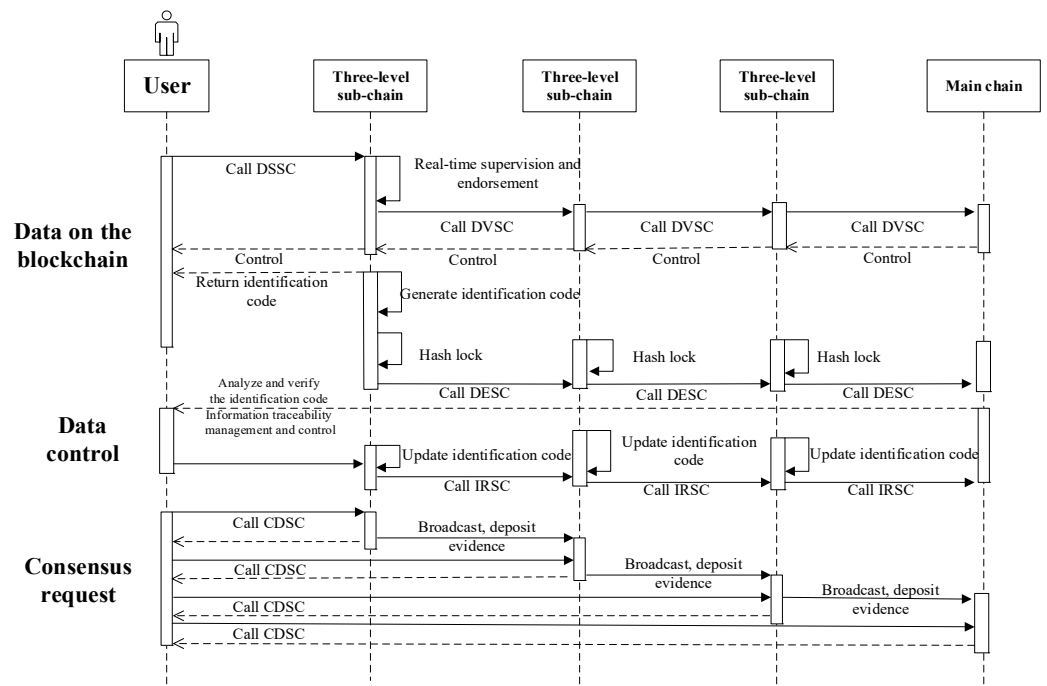 User
Three-level
sub-chain
Three-level
sub-chain
Three-level
sub-chain
Main chain
Data on the
blockchain
Call DSSC
Real-time supervision and
endorsement
Call DVSC
Call DVSC
Call DVSC
Control
Control
Control
Control
Return identification
code
Generate identification code
Hash lock
Hash lock
Hash lock
Call DESC
Call DESC
Call DESC
Data
control
Analyze and verify
the identification code
Information traceability
management and control
Update identification code
Update identification
code
Update identification code
Call IRSC
Call IRSC
Call IRSC
Consensus
request
Call CDSC
Broadcast, deposit
evidence
Call CDSC
Broadcast, deposit
evidence
Call CDSC
Broadcast, deposit
evidence
Call CDSC